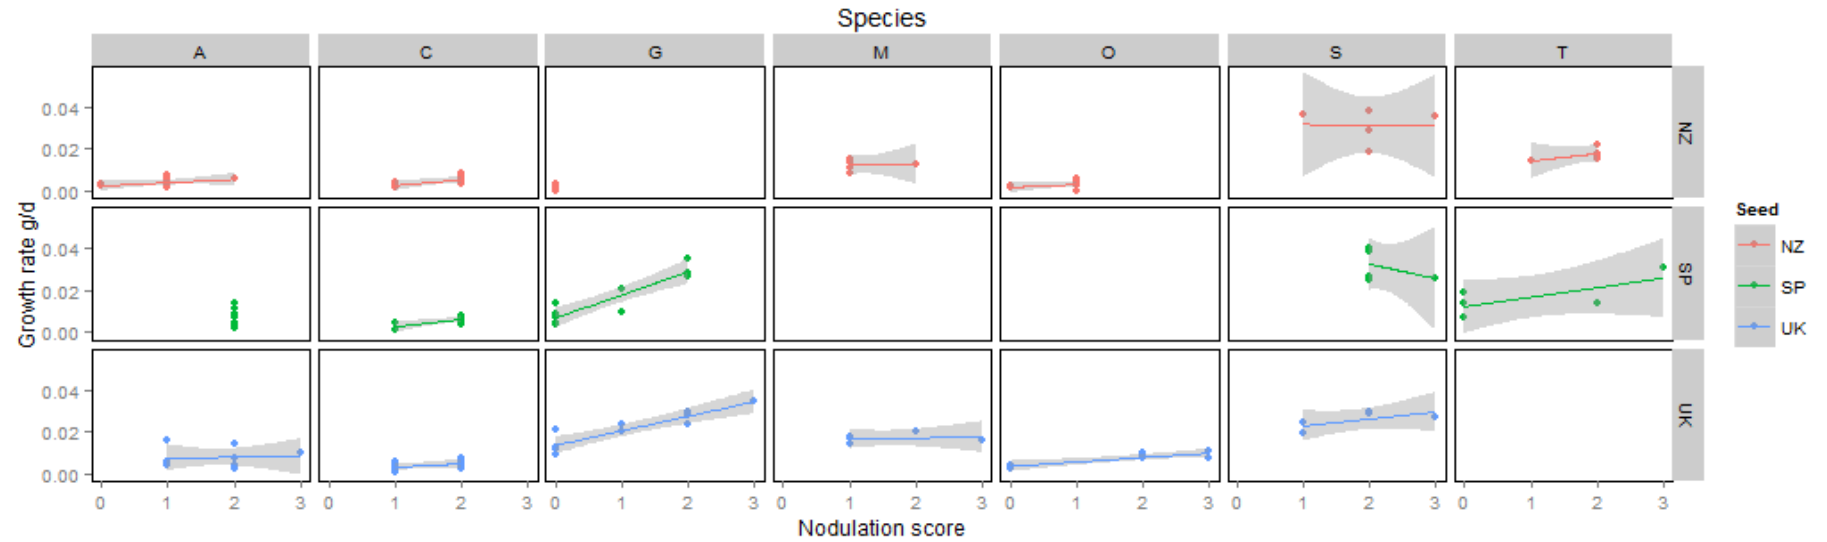 Species
A C G M O S T
0.04
0.02
0.00
NZ
0.04
0.02
0.00
SP
0.04
0.02
0.00
UK
Growth rate g/d
0 1 2 3 0 1 2 3 0 1 2 3 0 1 2 3 0 1 2 3 0 1 2 3 0 1 2 3
Nodulation score
Seed
NZ
SP
UK